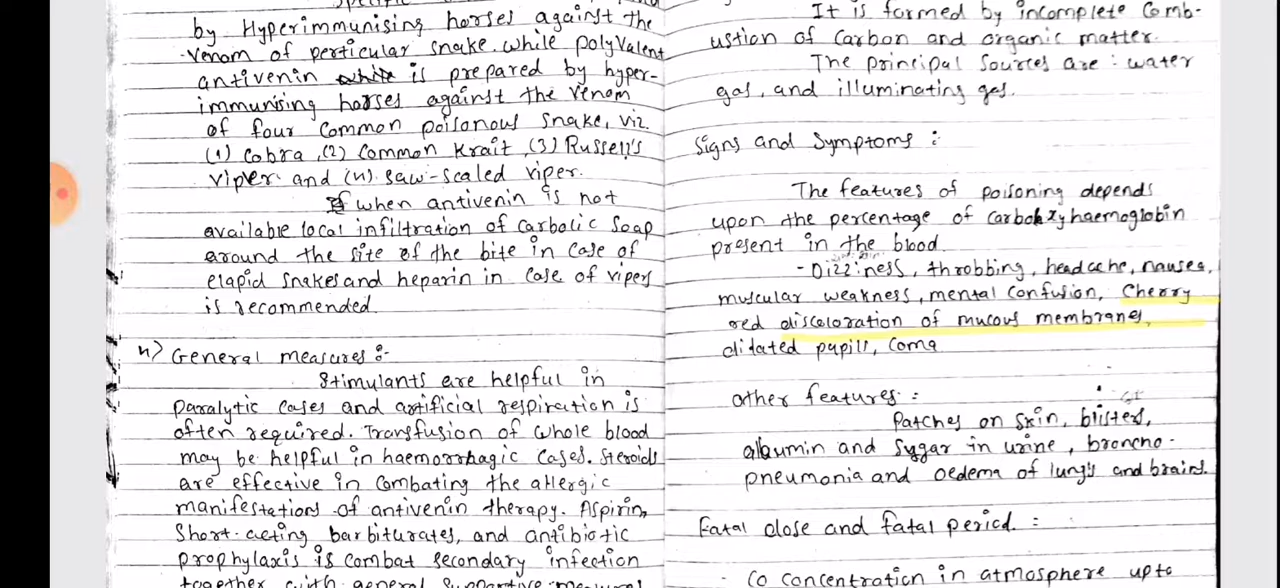 specific
by Hyperimmunising horses against the
venom of perticular snake. while polyvalent
antivenin white is prepared by hyper-
immunising horses against the venom
of four common poisonous snake, viz.
(1) Cobra, (2) Common Krait, (3) Russell's
viper and (4) saw-scaled viper.
If when antivenin is not
available local infiltration of carbolic soap
around the site of the bite in case of
elapid snakes and heparin in case of vipers
is recommended.
4) General measures :-
Stimulants are helpful in
paralytic cases and artificial respiration is
often required. Transfusion of whole blood
may be helpful in haemorrhagic cases. Steroids
are effective in combating the allergic
manifestations of antivenin therapy. Aspirin,
Short-acting barbiturates, and antibiotic
prophylaxis is combat secondary infection
together with general supportive measures
It is formed by incomplete comb-
ustion of carbon and organic matter.
The principal sources are : water
gas, and illuminating gas.
Signs and Symptoms :
The features of poisoning depends
upon the percentage of carboxyhaemoglobin
present in the blood.
- Dizziness, throbbing, headache, nausea,
muscular weakness, mental confusion, Cherry
red discoloration of mucous membranes,
dilated pupils, coma
other features :
Patches on skin, blisters,
albumin and sugar in urine, broncho-
pneumonia and oedema of lungs and brains.
Fatal dose and fatal period. :
- CO concentration in atmosphere upto